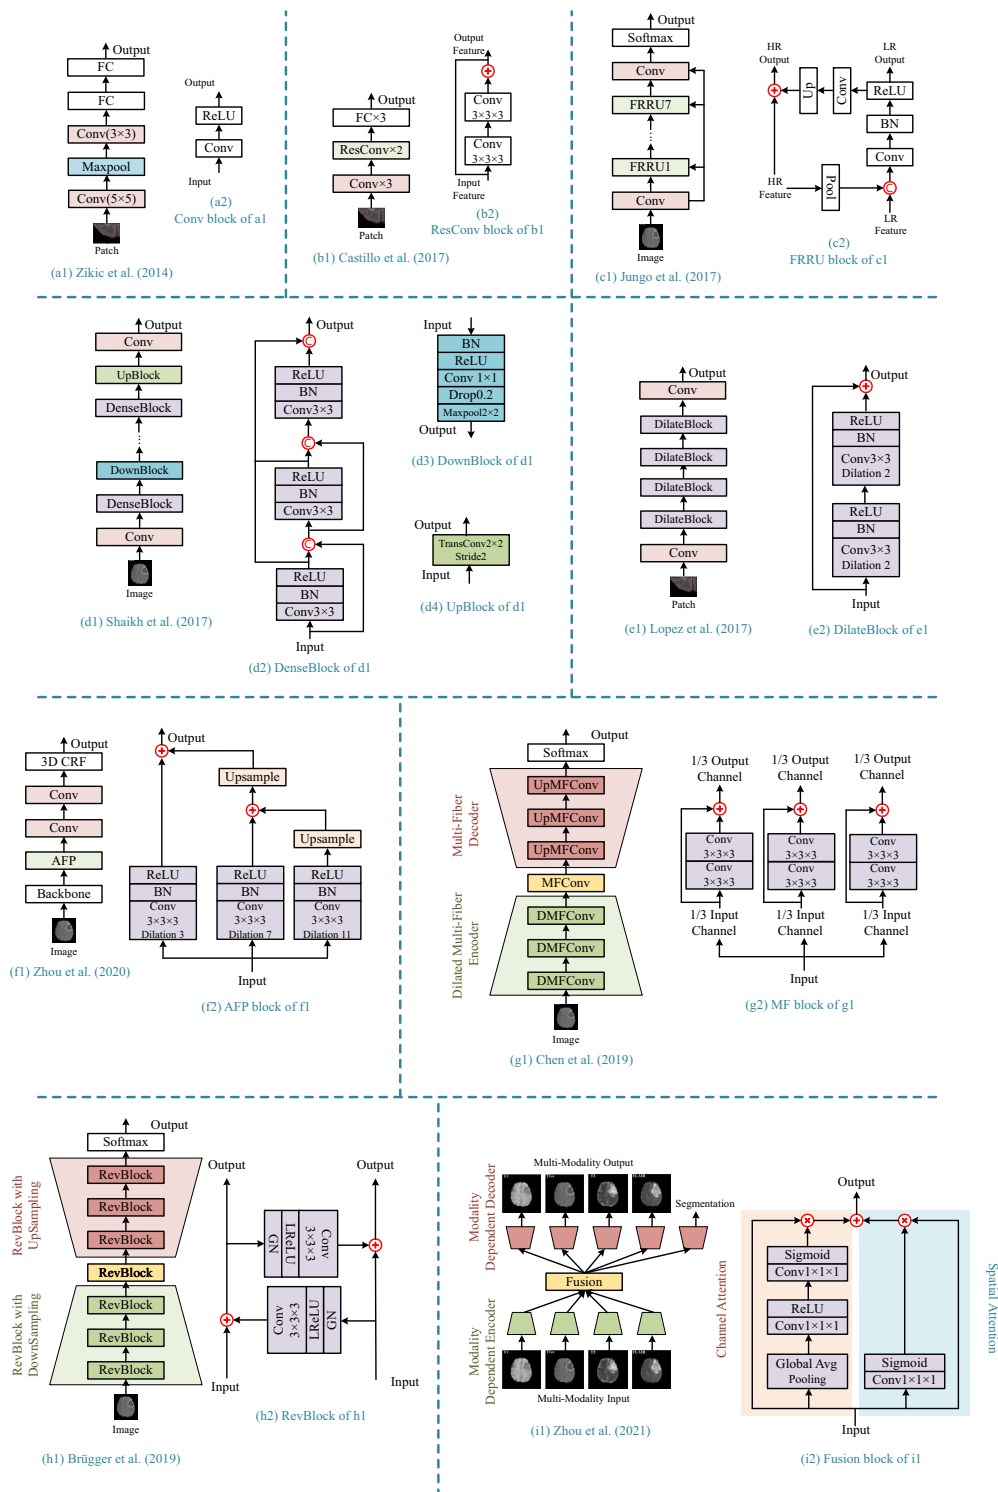 Output
FC
FC
Conv(3×3)
Maxpool
Conv(5×5)
Patch
(a1) Zikic et al. (2014)
Output
ReLU
Conv
Input
(a2)
Conv block of a1
Output
FC×3
ResConv×2
Conv×3
Patch
(b1) Castillo et al. (2017)
Output
Feature
Conv
3×3×3
Conv
3×3×3
Input
Feature
(b2)
ResConv block of b1
Output
Softmax
Conv
FRRU7
...
FRRU1
Conv
Image
(c1) Jungo et al. (2017)
HR
Output
LR
Output
Up
Conv
ReLU
BN
Conv
HR
Feature
Pool
C
LR
Feature
(c2)
FRRU block of c1
Output
Conv
UpBlock
DenseBlock
...
DownBlock
DenseBlock
Conv
Image
(d1) Shaikh et al. (2017)
Output
C
ReLU
BN
Conv3×3
C
ReLU
BN
Conv3×3
C
ReLU
BN
Conv3×3
Input
(d2) DenseBlock of d1
Input
BN
ReLU
Conv 1×1
Drop0.2
Maxpool2×2
Output
(d3) DownBlock of d1
Output
TransConv2×2
Stride2
Input
(d4) UpBlock of d1
Output
Conv
DilateBlock
DilateBlock
DilateBlock
DilateBlock
Conv
Patch
(e1) Lopez et al. (2017)
Output
ReLU
BN
Conv3×3
Dilation 2
ReLU
BN
Conv3×3
Dilation 2
Input
(e2) DilateBlock of e1
Output
3D CRF
Conv
Conv
AFP
Backbone
Image
(f1) Zhou et al. (2020)
Output
Upsample
Upsample
ReLU
BN
Conv
3×3×3
Dilation 3
ReLU
BN
Conv
3×3×3
Dilation 7
ReLU
BN
Conv
3×3×3
Dilation 11
Input
(f2) AFP block of f1
Output
Softmax
Multi-Fiber
Decoder
UpMFConv
UpMFConv
UpMFConv
MFConv
Dilated Multi-Fiber
Encoder
DMFConv
DMFConv
DMFConv
Image
(g1) Chen et al. (2019)
1/3 Output
Channel
1/3 Output
Channel
1/3 Output
Channel
Conv
3×3×3
Conv
3×3×3
Conv
3×3×3
Conv
3×3×3
Conv
3×3×3
Conv
3×3×3
1/3 Input
Channel
1/3 Input
Channel
1/3 Input
Channel
Input
(g2) MF block of g1
Output
Softmax
RevBlock with
UpSampling
RevBlock
RevBlock
RevBlock
RevBlock
RevBlock with
DownSampling
RevBlock
RevBlock
RevBlock
Image
(h1) Brügger et al. (2019)
Output
Output
GN
LReLU
Conv
3×3×3
Conv
3×3×3
LReLU
GN
Input
Input
(h2) RevBlock of h1
Multi-Modality Output
Modality
Dependent Decoder
Segmentation
Fusion
Modality
Dependent Encoder
Multi-Modality Input
(i1) Zhou et al. (2021)
Output
Channel Attention
Sigmoid
Conv1×1×1
ReLU
Conv1×1×1
Global Avg
Pooling
Sigmoid
Conv1×1×1
Spatial Attention
Input
(i2) Fusion block of i1